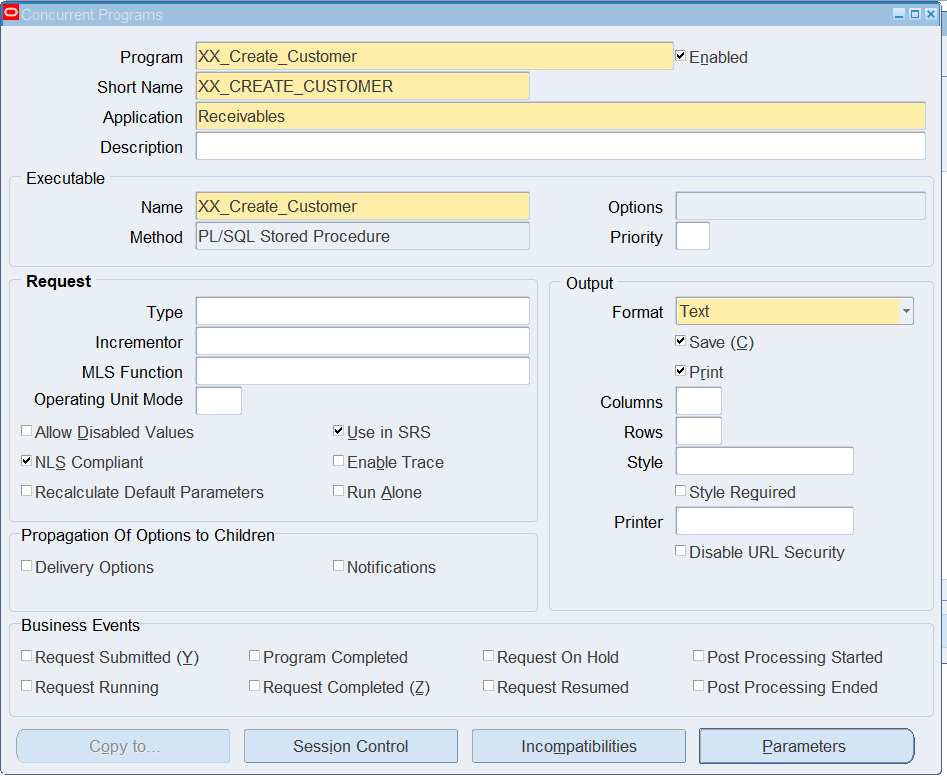 Concurrent Programs
Program XX_Create_Customer Enabled
Short Name XX_CREATE_CUSTOMER
Application Receivables
Description
Executable
Name XX_Create_Customer Options
Method PL/SQL Stored Procedure Priority
Request
Type
Incrementor
MLS Function
Operating Unit Mode
Allow Disabled Values Use in SRS
NLS Compliant Enable Trace
Recalculate Default Parameters Run Alone
Output
Format Text
Save (C)
Print
Columns
Rows
Style
Style Required
Printer
Disable URL Security
Propagation Of Options to Children
Delivery Options Notifications
Business Events
Request Submitted (Y) Program Completed Request On Hold Post Processing Started
Request Running Request Completed (Z) Request Resumed Post Processing Ended
Copy to... Session Control Incompatibilities Parameters